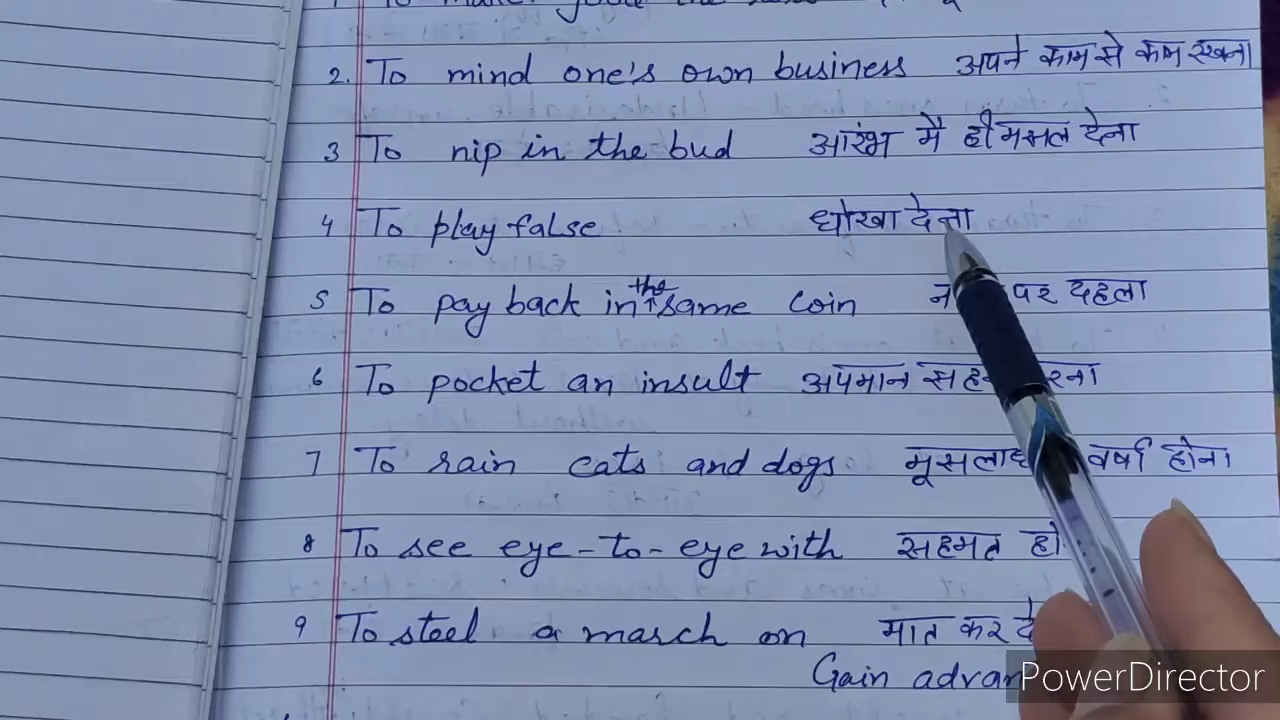 2. To mind one's own business अपने काम से काम रखना
3 To nip in the bud आरंभ में ही मसल देना
4 To play false धोखा देना
5 To pay back in the same coin पर दहला
6 To pocket an insult अपमान
7 To rain cats and dogs वर्षा होना
8 To see eye-to-eye with सहमत
9 To steel a march on मात कर
Gain
PowerDirector